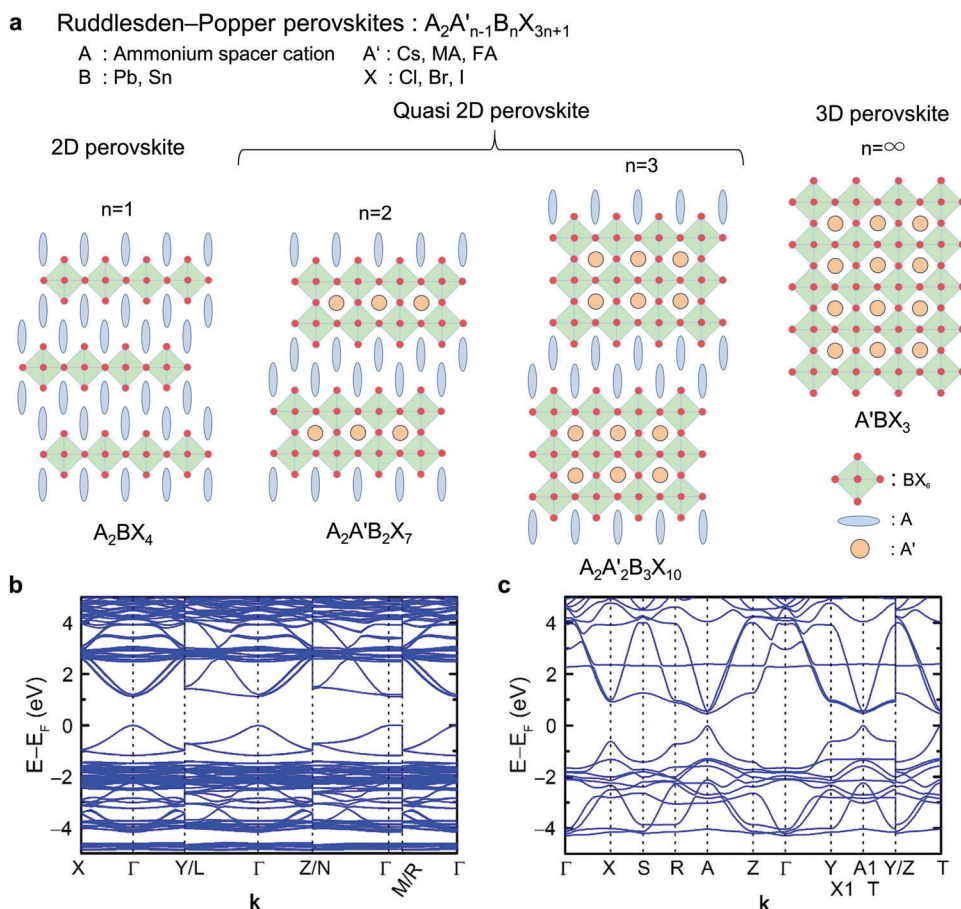 a Ruddlesden–Popper perovskites : A₂A'ₙ₋₁BₙX₃ₙ₊₁
A : Ammonium spacer cation A' : Cs, MA, FA
B : Pb, Sn X : Cl, Br, I
Quasi 2D perovskite
2D perovskite
3D perovskite
n=1
n=2
n=3
n=∞
A₂BX₄
A₂A'B₂X₇
A₂A'₂B₃X₁₀
A'BX₃
: BX₆
: A
: A'
b
E−E_F (eV)
4
2
0
−2
−4
X Γ Y/L Γ Z/N Γ M/R Γ
k
c
E−E_F (eV)
4
2
0
−2
−4
Γ X S R A Z Γ Y A1 Y/Z T
X1 T
k